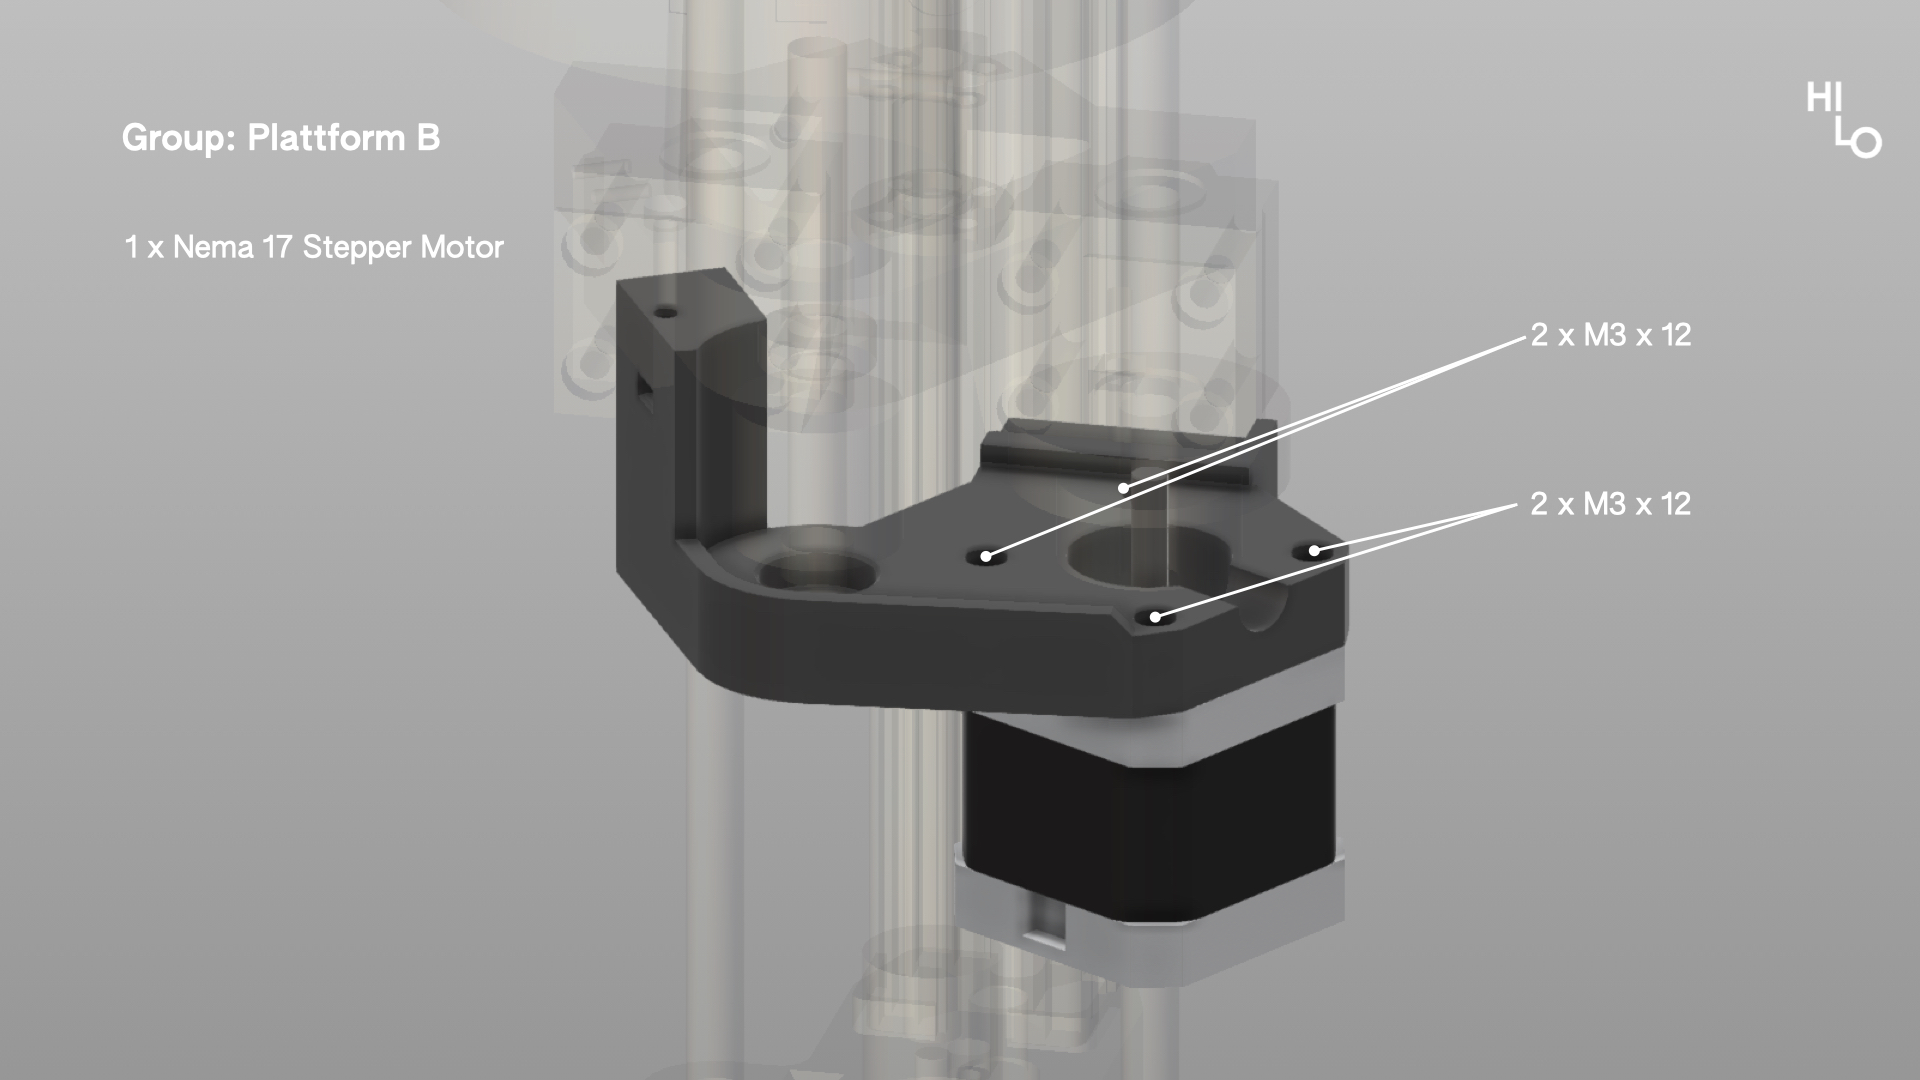 Group: Plattform B
HI
LO
1 x Nema 17 Stepper Motor
2 x M3 x 12
2 x M3 x 12